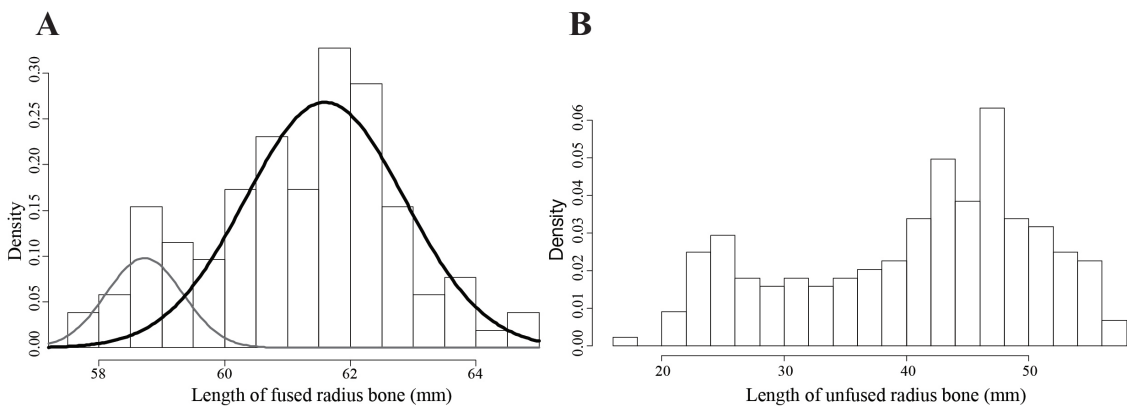 A
B
Density
0.00 0.05 0.10 0.15 0.20 0.25 0.30
58 60 62 64
Length of fused radius bone (mm)
Density
0.00 0.01 0.02 0.03 0.04 0.05 0.06
20 30 40 50
Length of unfused radius bone (mm)